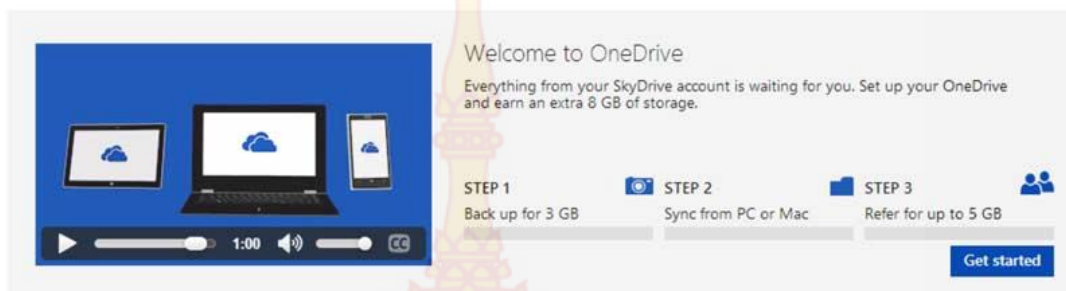 Welcome to OneDrive
Everything from your SkyDrive account is waiting for you. Set up your OneDrive
and earn an extra 8 GB of storage.
STEP 1
Back up for 3 GB
STEP 2
Sync from PC or Mac
STEP 3
Refer for up to 5 GB
1:00
CC
Get started